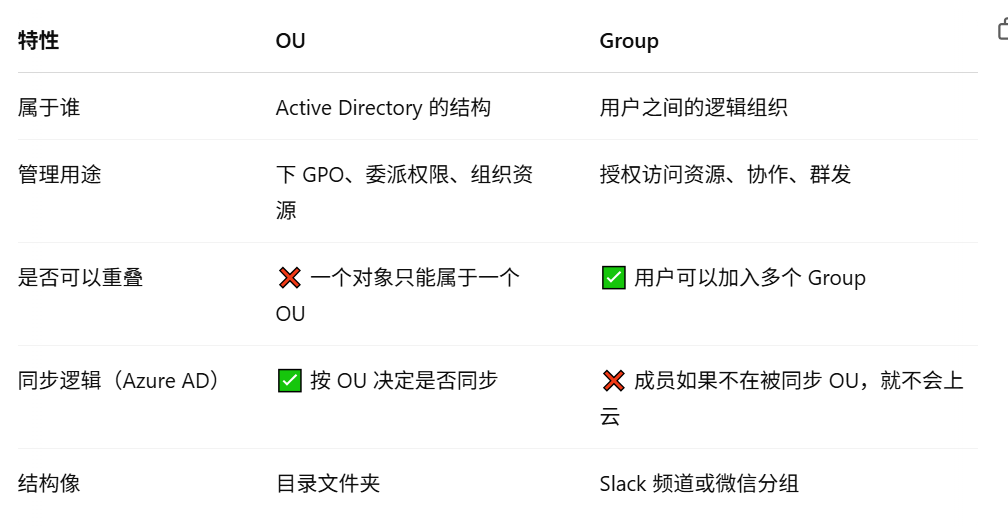 特性 OU Group
属于谁 Active Directory 的结构 用户之间的逻辑组织
管理用途 下 GPO、委派权限、组织资源 授权访问资源、协作、群发
是否可以重叠 ❌ 一个对象只能属于一个 OU ✅ 用户可以加入多个 Group
同步逻辑（Azure AD） ✅ 按 OU 决定是否同步 ❌ 成员如果不在被同步 OU，就不会上云
结构像 目录文件夹 Slack 频道或微信分组